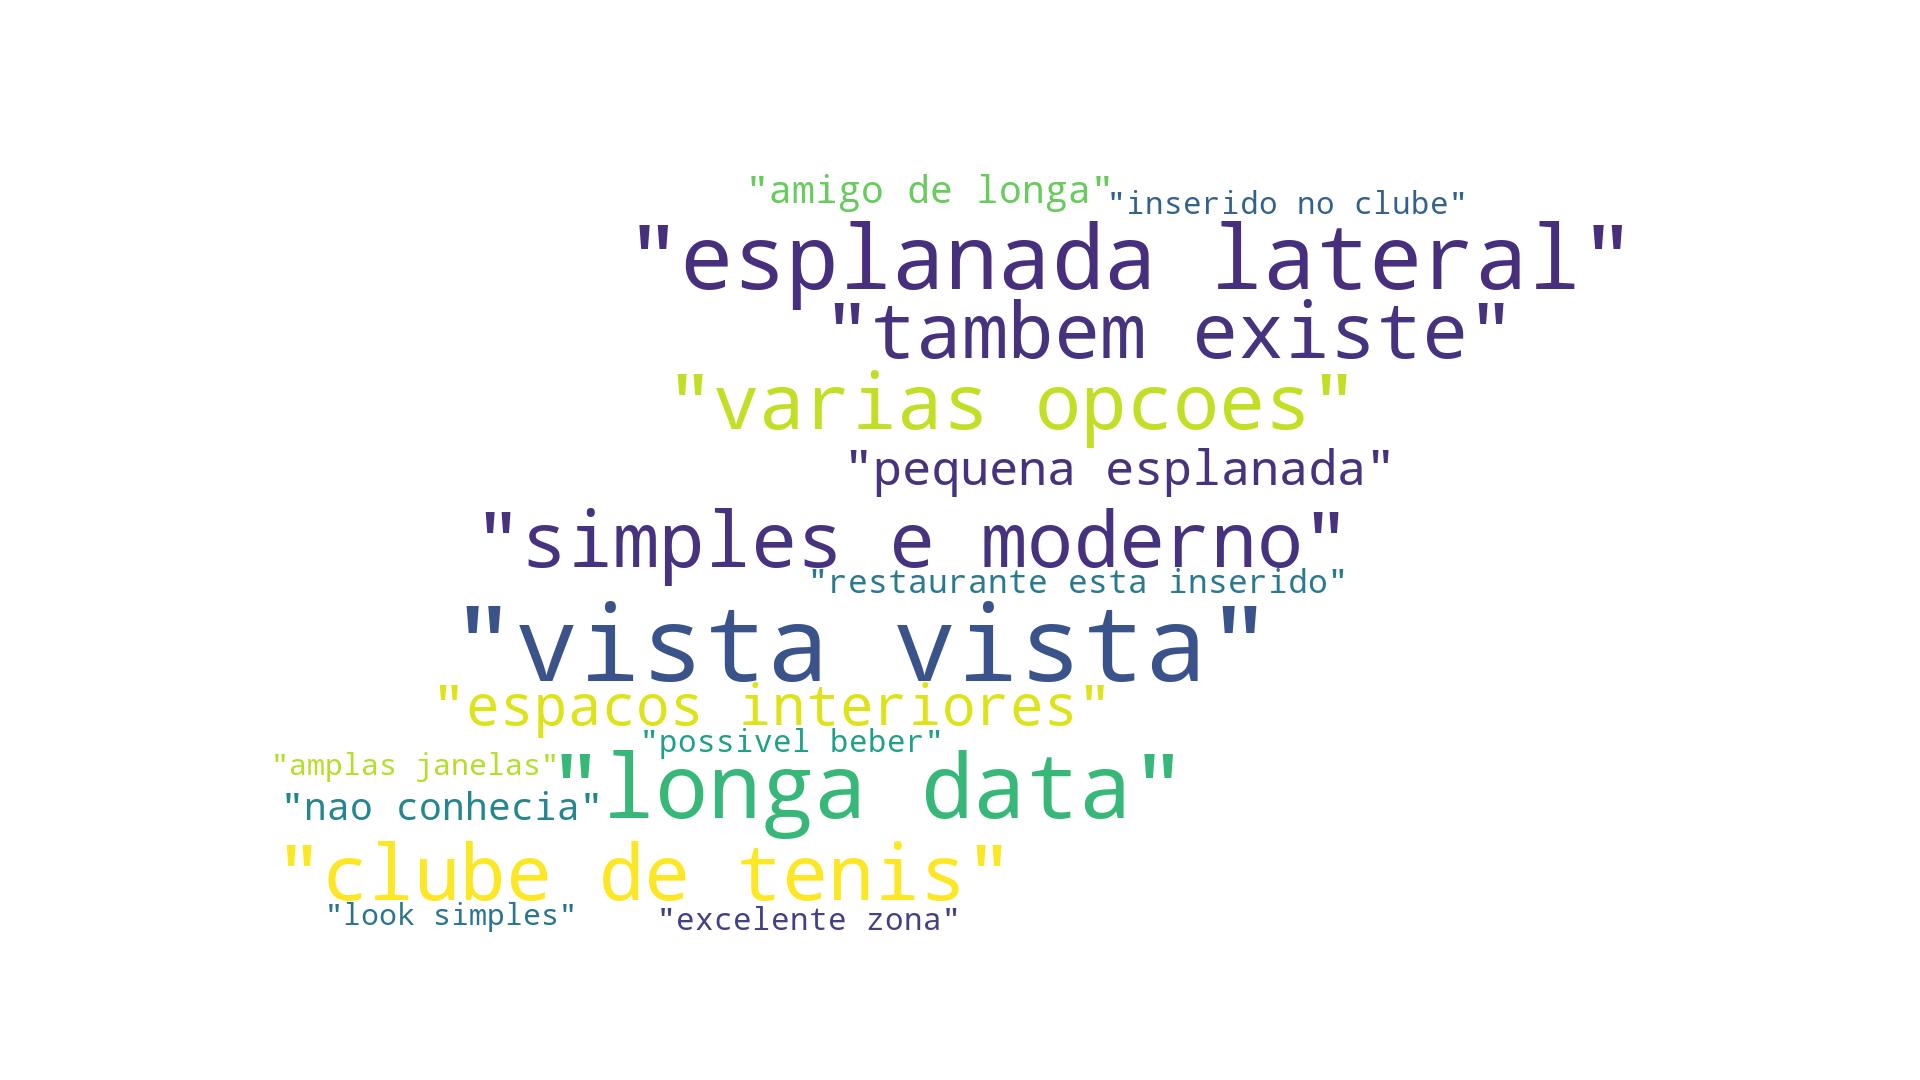 "amigo de longa"
"inserido no clube"
"esplanada lateral"
"tambem existe"
"varias opcoes"
"pequena esplanada"
"simples e moderno"
"restaurante esta inserido"
"vista vista"
"espacos interiores"
"possivel beber"
"amplas janelas"
"longa data"
"nao conhecia"
"clube de tenis"
"look simples"
"excelente zona"